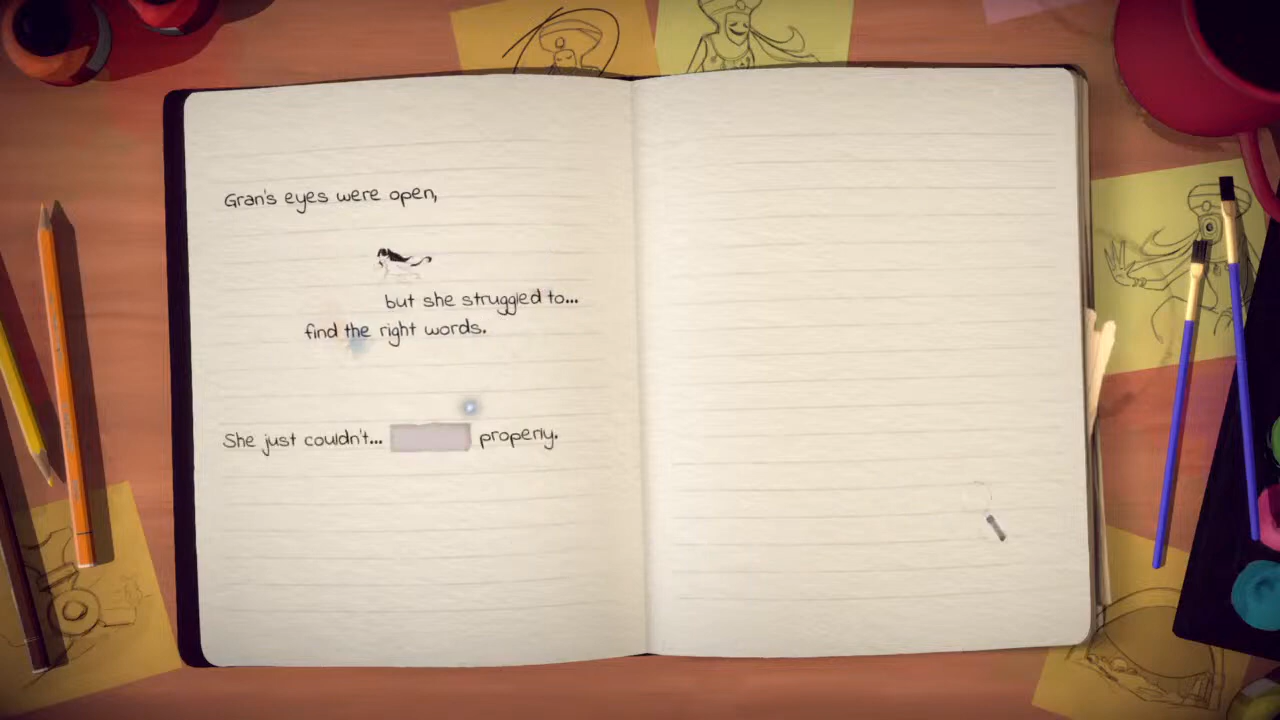 Gran's eyes were open,
but she struggled to...
find the right words.
She just couldn't... properly.